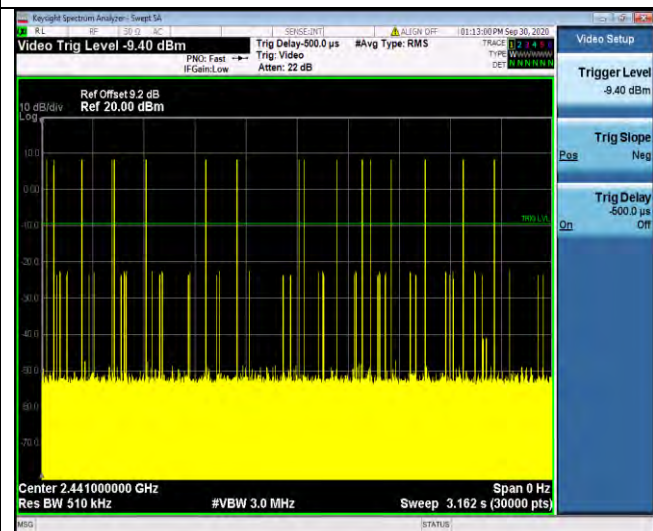 Keysight Spectrum Analyzer - Swept SA
RL RF 50 Ω AC SENSE:INT ALIGN OFF 01:13:00 PM Sep 30, 2020
Video Trig Level -9.40 dBm
Trig Delay-500.0 µs #Avg Type: RMS
TRACE 1 2 3 4 5 6
PNO: Fast Trig: Video
TYPE WWWWWW
IFGain:Low Atten: 22 dB
DET N N N N N N
Ref Offset 9.2 dB
10 dB/div Ref 20.00 dBm
Log
10.0
0.00
-10.0
TRIG LVL
-20.0
-30.0
-40.0
-50.0
-60.0
-70.0
Center 2.441000000 GHz Span 0 Hz
Res BW 510 kHz #VBW 3.0 MHz Sweep 3.162 s (30000 pts)
MSG STATUS
Video Setup
Trigger Level
-9.40 dBm
Trig Slope
Pos Neg
Trig Delay
-500.0 µs
On Off